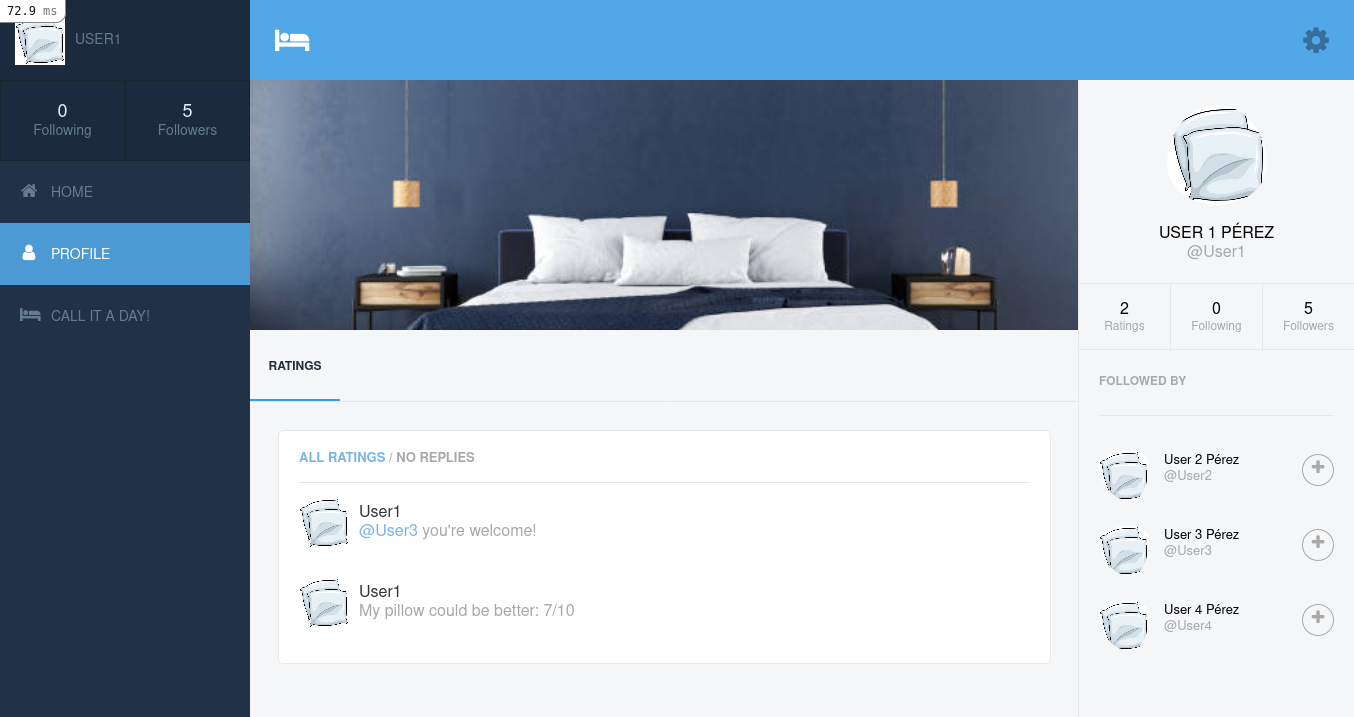 72.9 ms
USER1
0
Following
5
Followers
HOME
PROFILE
CALL IT A DAY!
RATINGS
ALL RATINGS / NO REPLIES
User1
@User3 you're welcome!
User1
My pillow could be better: 7/10
USER 1 PÉREZ
@User1
2
Ratings
0
Following
5
Followers
FOLLOWED BY
User 2 Pérez
@User2
User 3 Pérez
@User3
User 4 Pérez
@User4